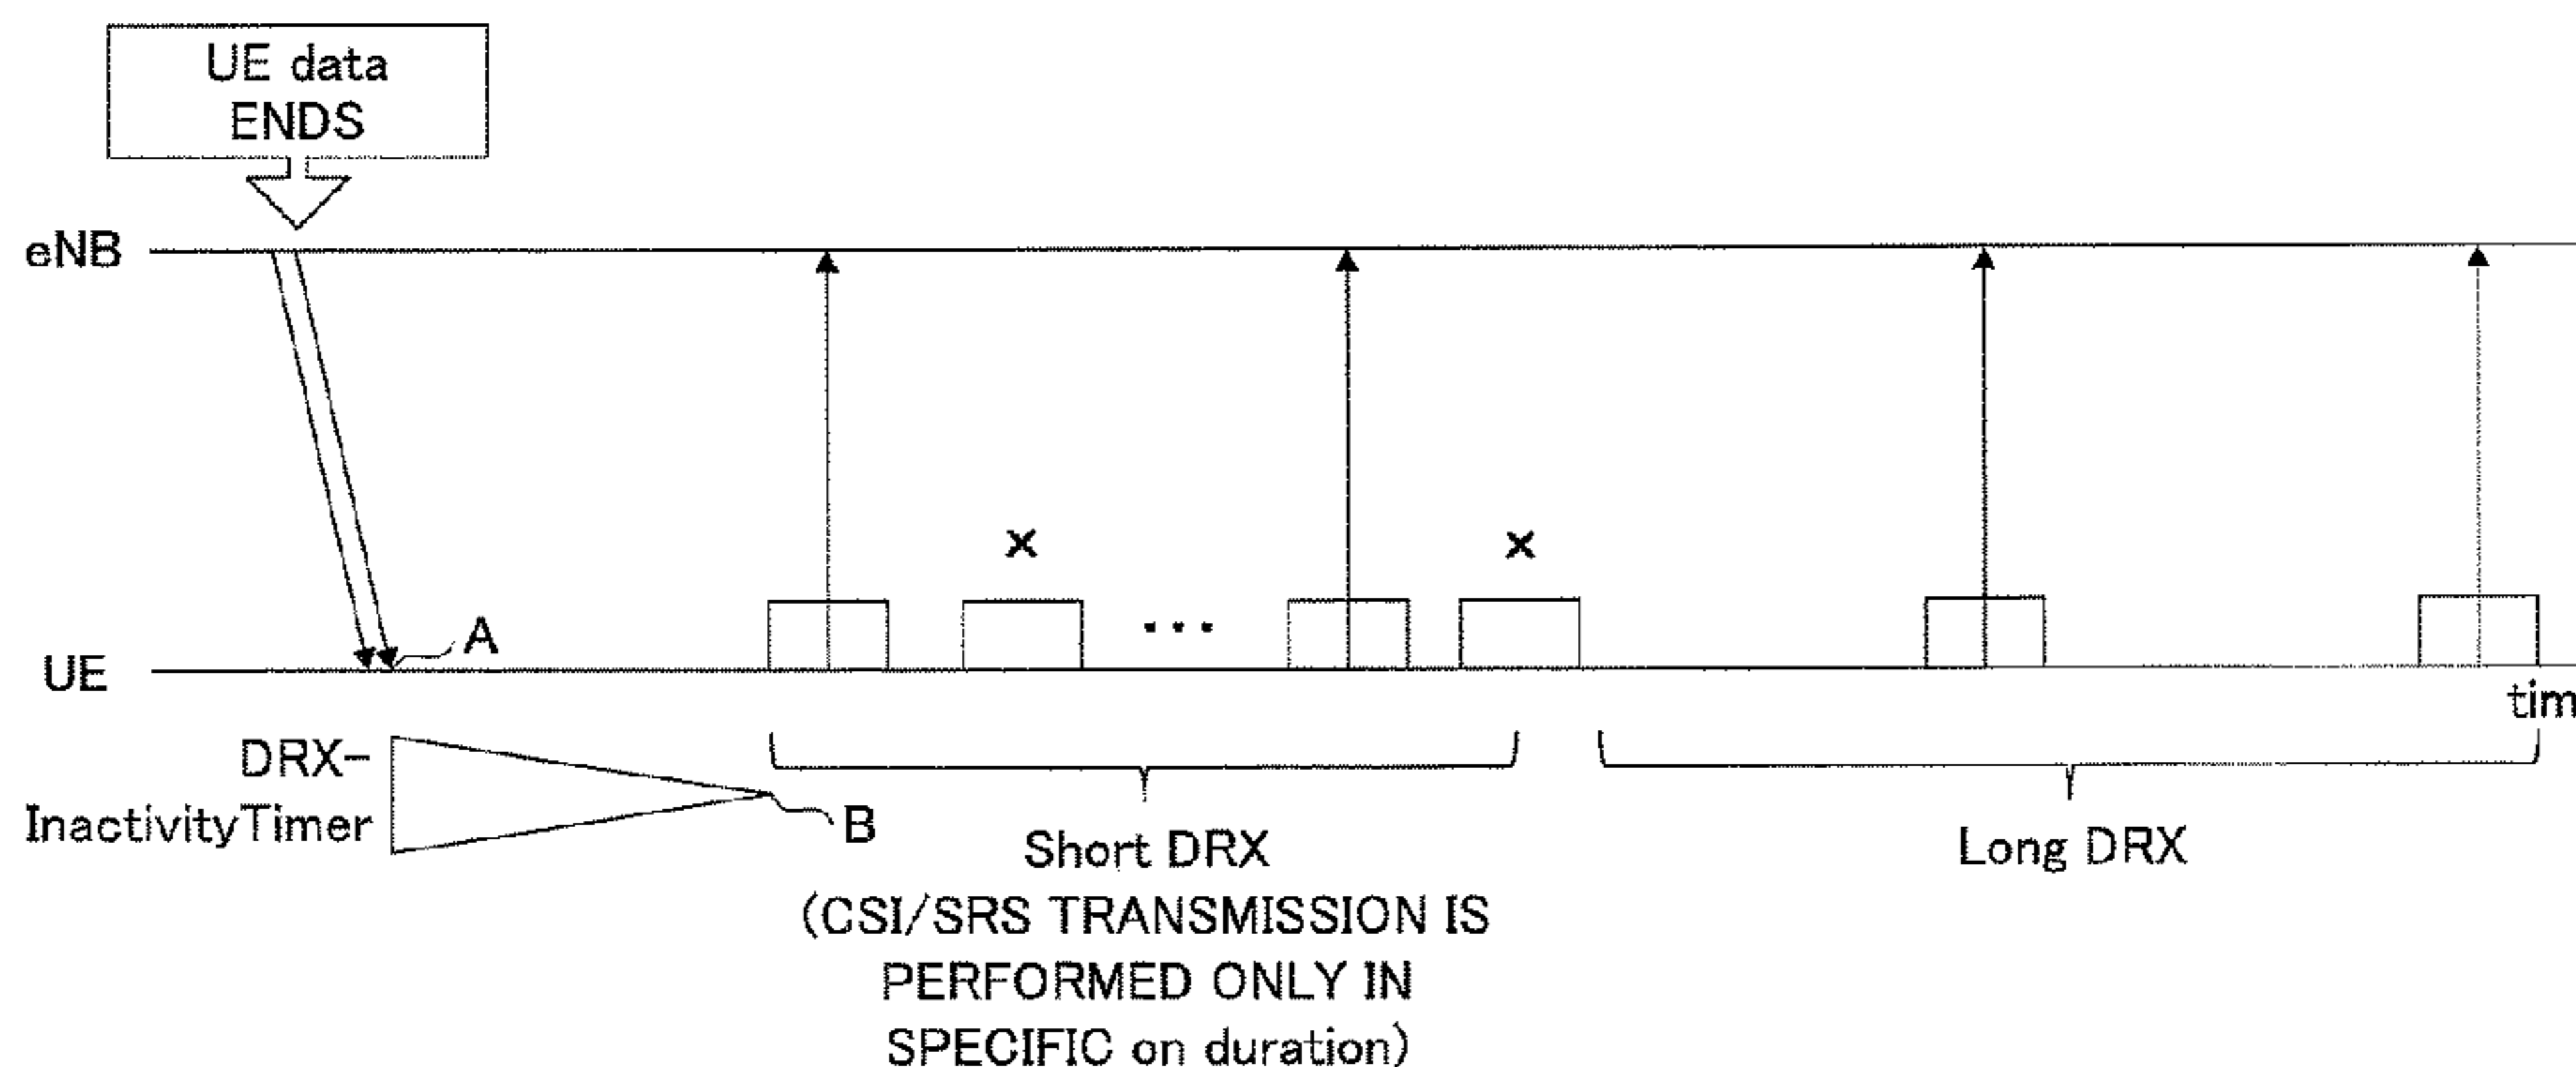 UE data
ENDS
eNB
×
×
...
A
UE
tim
DRX-
InactivityTimer
B
Short DRX
(CSI/SRS TRANSMISSION IS
PERFORMED ONLY IN
SPECIFIC on duration)
Long DRX